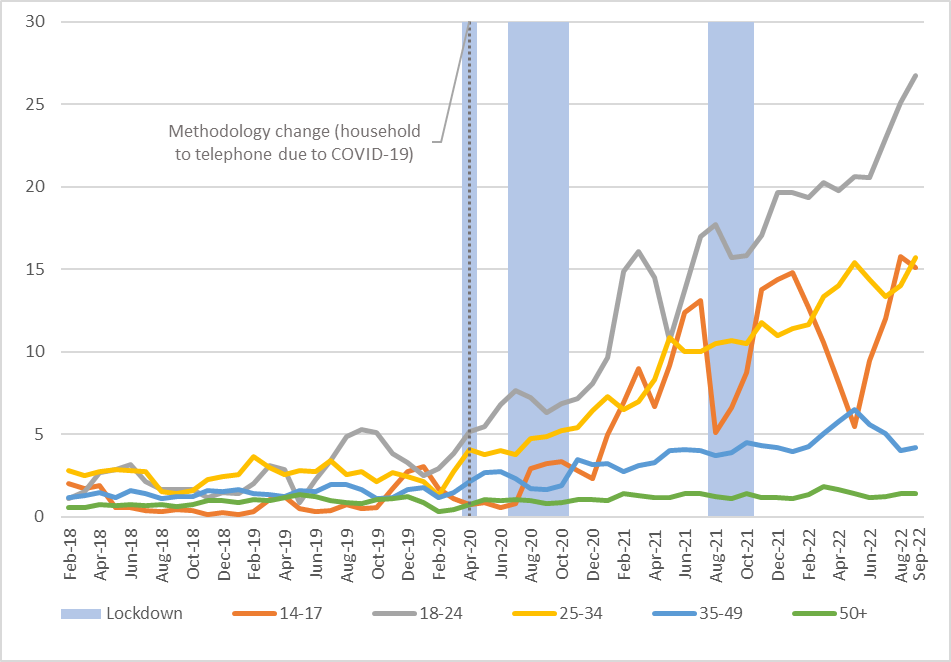 30
25
20
15
10
5
0
Methodology change (household
to telephone due to COVID-19)
Feb-18
Apr-18
Jun-18
Aug-18
Oct-18
Dec-18
Feb-19
Apr-19
Jun-19
Aug-19
Oct-19
Dec-19
Feb-20
Apr-20
Jun-20
Aug-20
Oct-20
Dec-20
Feb-21
Apr-21
Jun-21
Aug-21
Oct-21
Dec-21
Feb-22
Apr-22
Jun-22
Aug-22
Sep-22
Lockdown 14-17 18-24 25-34 35-49 50+